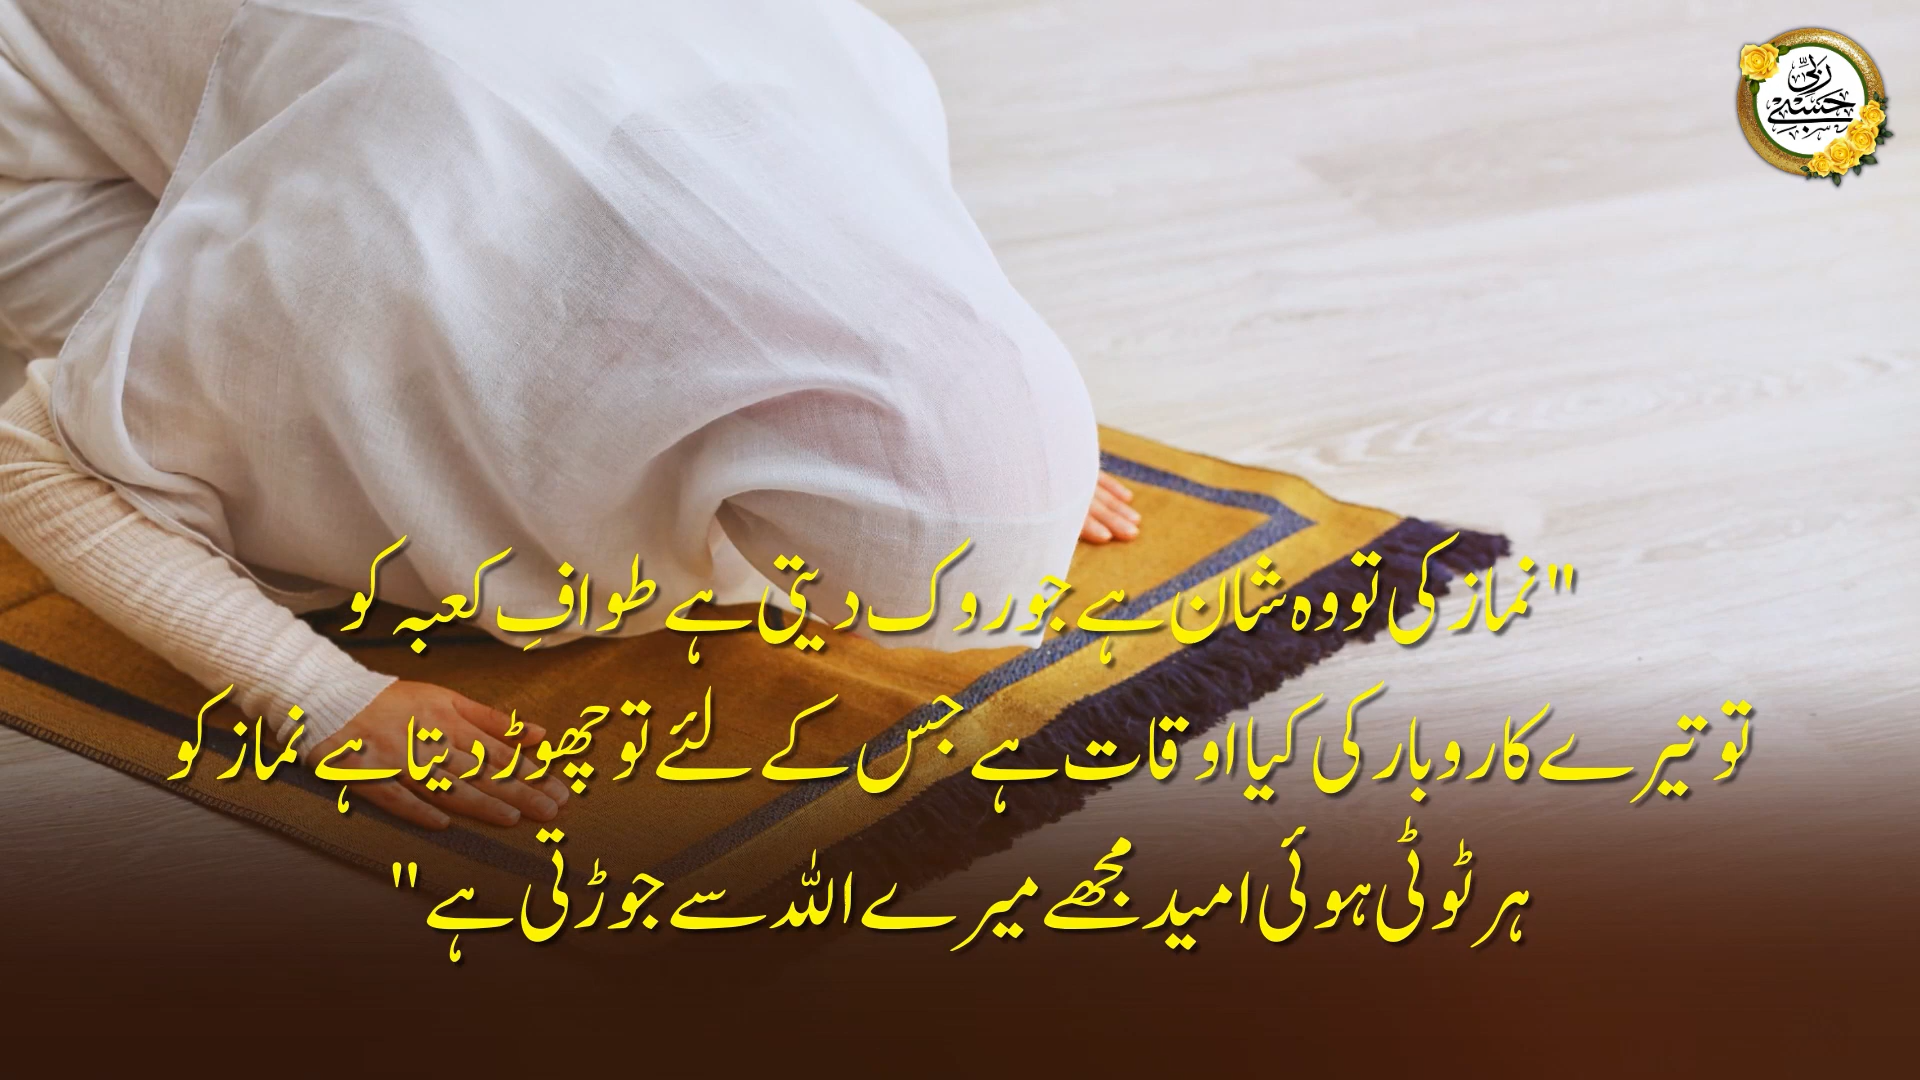 حسبی ربی
"نماز کی تو وہ شان ہے جو روک دیتی ہے طوافِ کعبہ کو
تو تیرے کاروبار کی کیا اوقات ہے جس کے لئے تو چھوڑ دیتا ہے نماز کو
ہر ٹوٹی ہوئی امید مجھے میرے اللہ سے جوڑتی ہے"